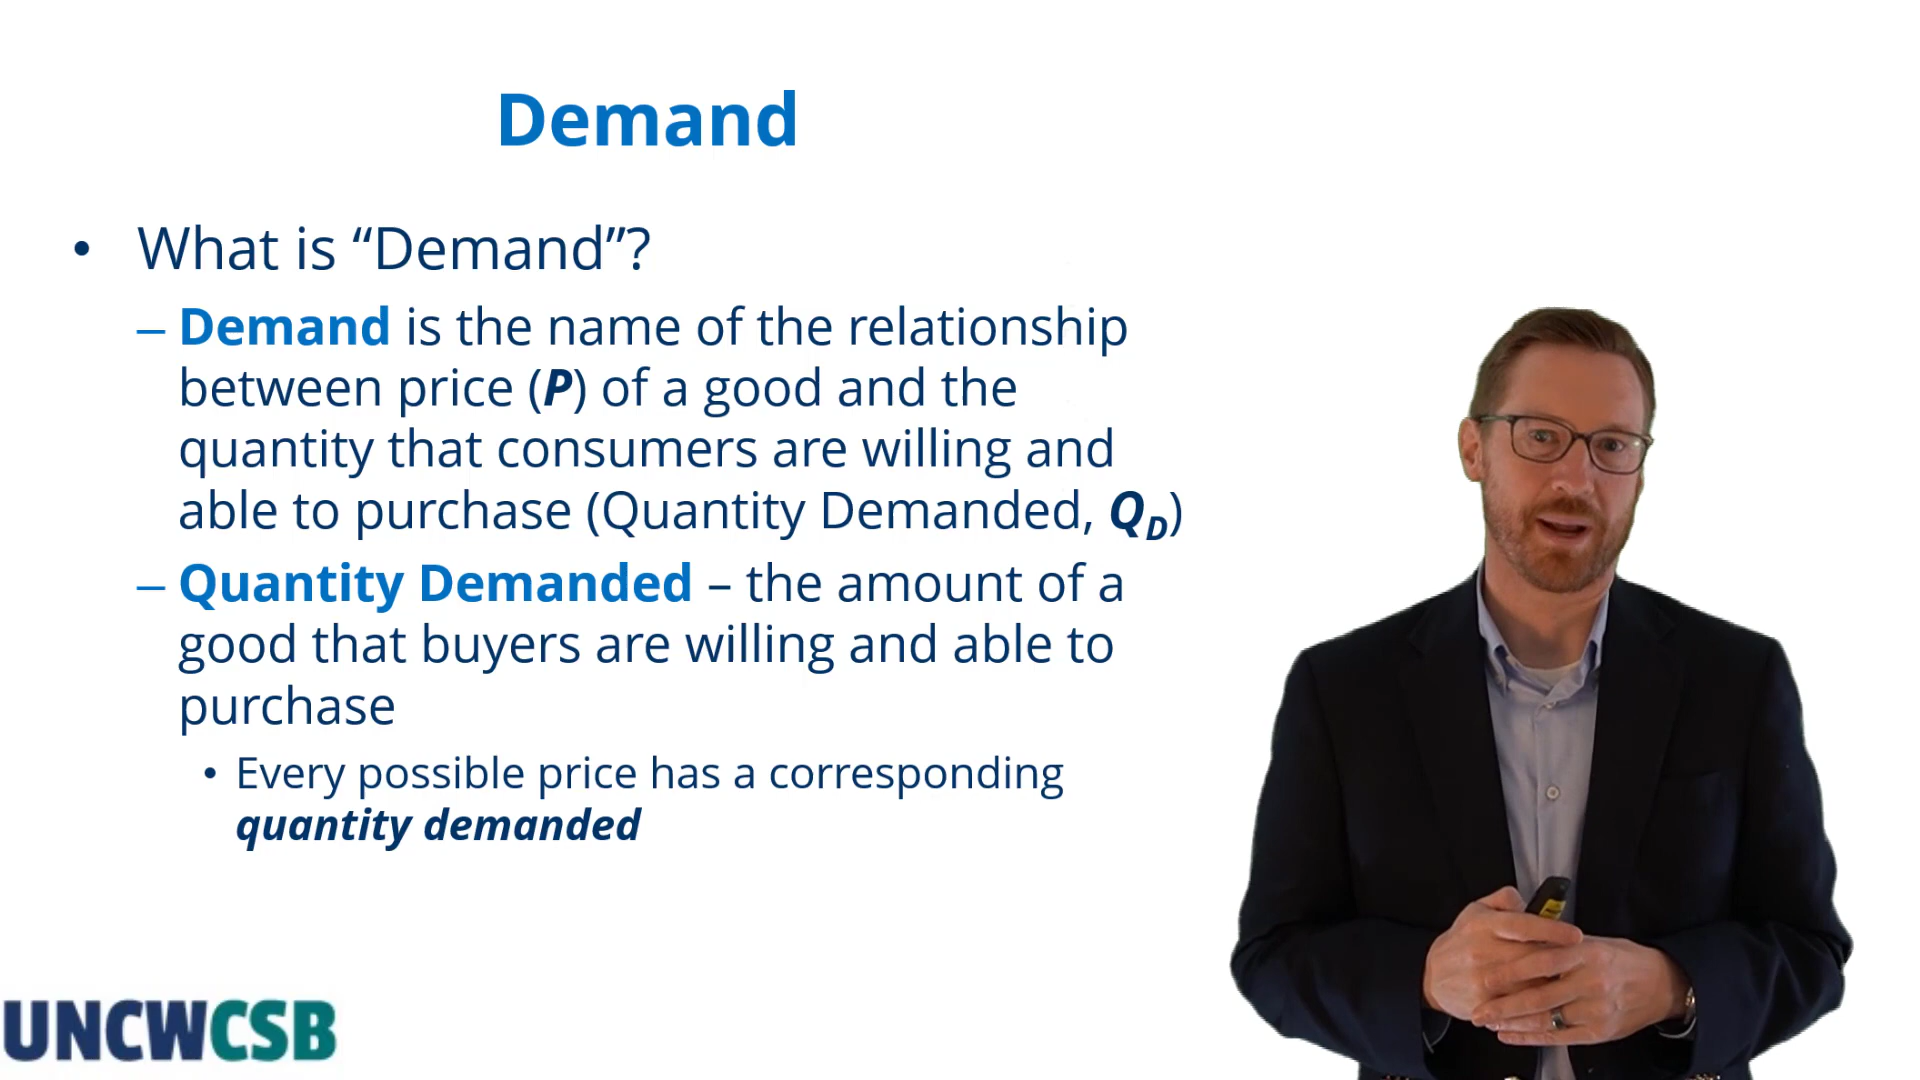 Demand
• What is “Demand”?
– Demand is the name of the relationship
between price (P) of a good and the
quantity that consumers are willing and
able to purchase (Quantity Demanded, QD)
– Quantity Demanded – the amount of a
good that buyers are willing and able to
purchase
• Every possible price has a corresponding
quantity demanded
UNCWCSB